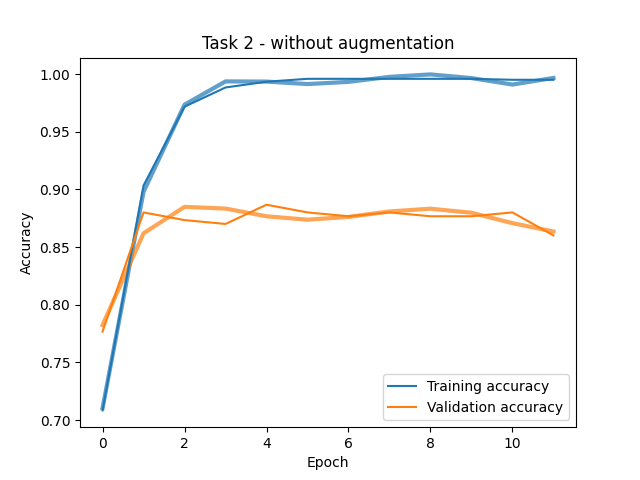 Task 2 - without augmentation
1.00
0.95
0.90
0.85
0.80
0.75
0.70
Accuracy
Training accuracy
Validation accuracy
0 2 4 6 8 10
Epoch